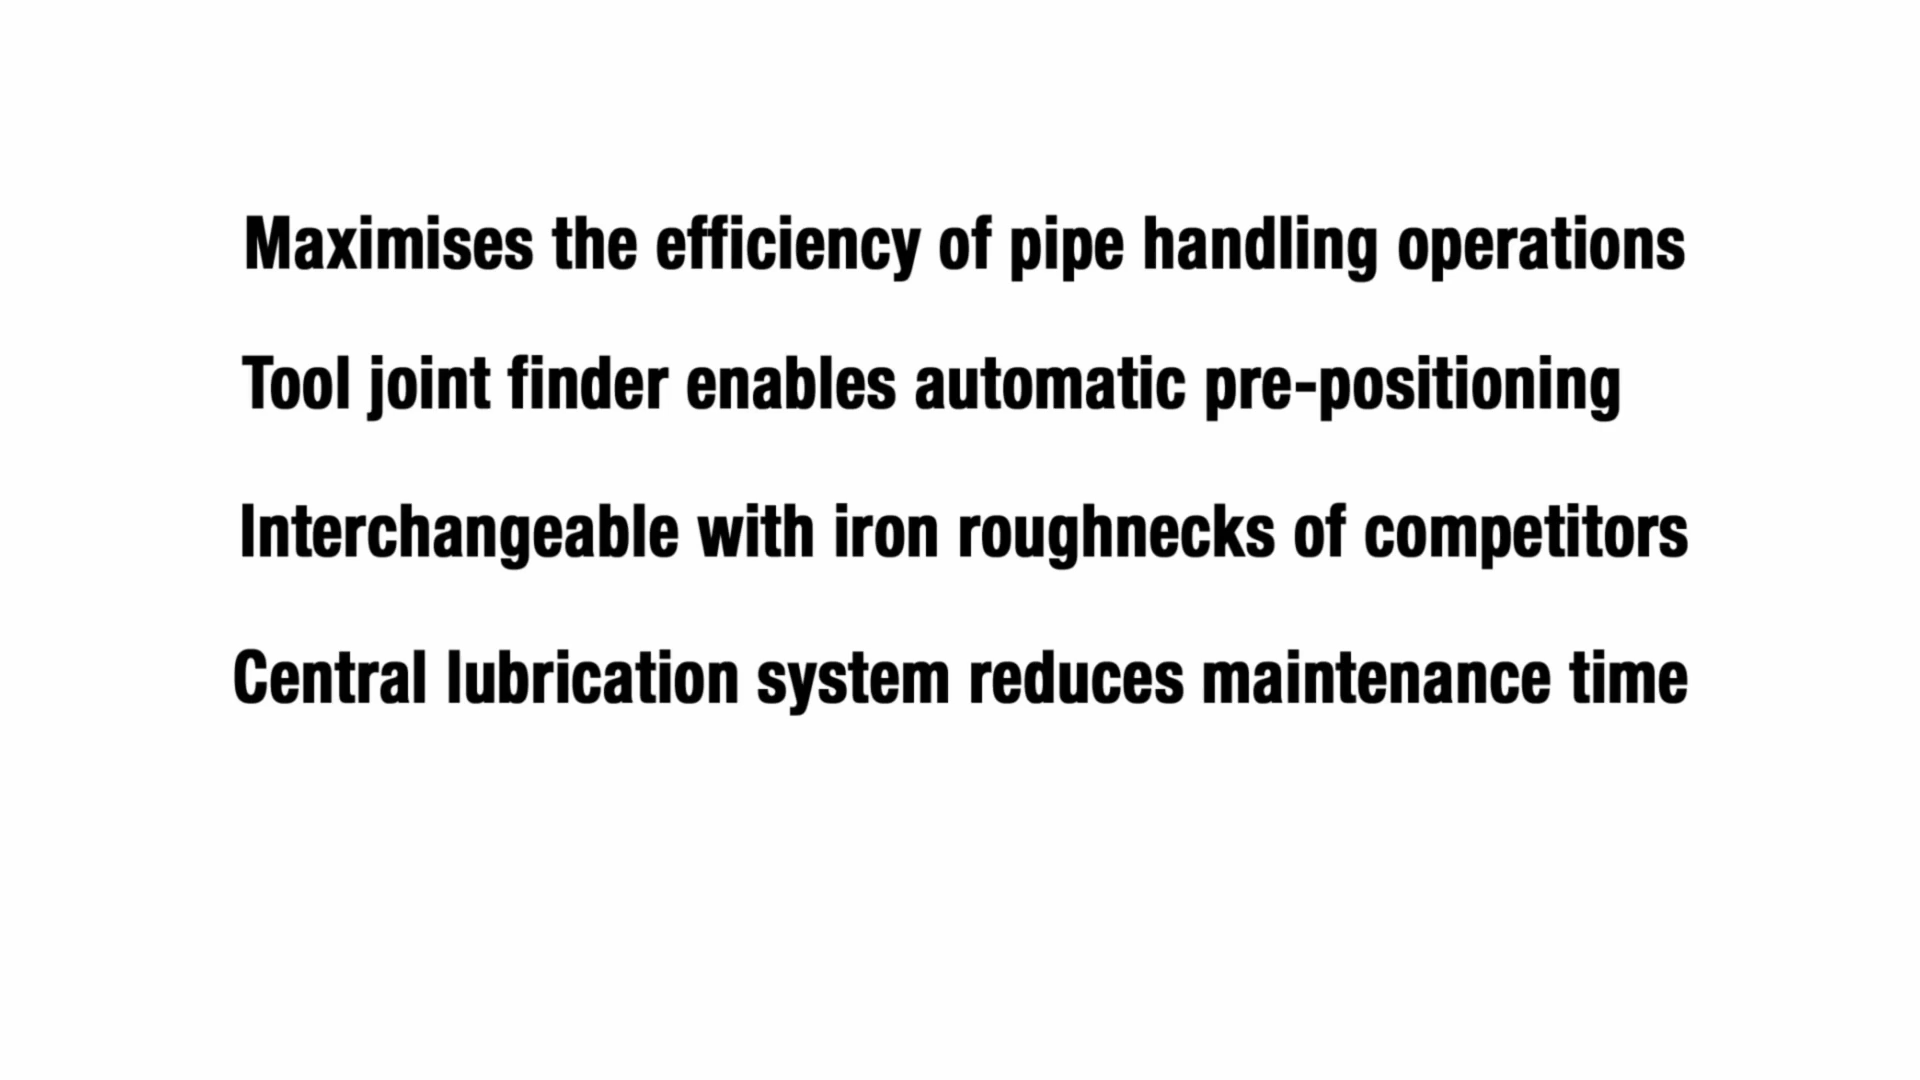 Maximises the efficiency of pipe handling operations
Tool joint finder enables automatic pre-positioning
Interchangeable with iron roughnecks of competitors
Central lubrication system reduces maintenance time